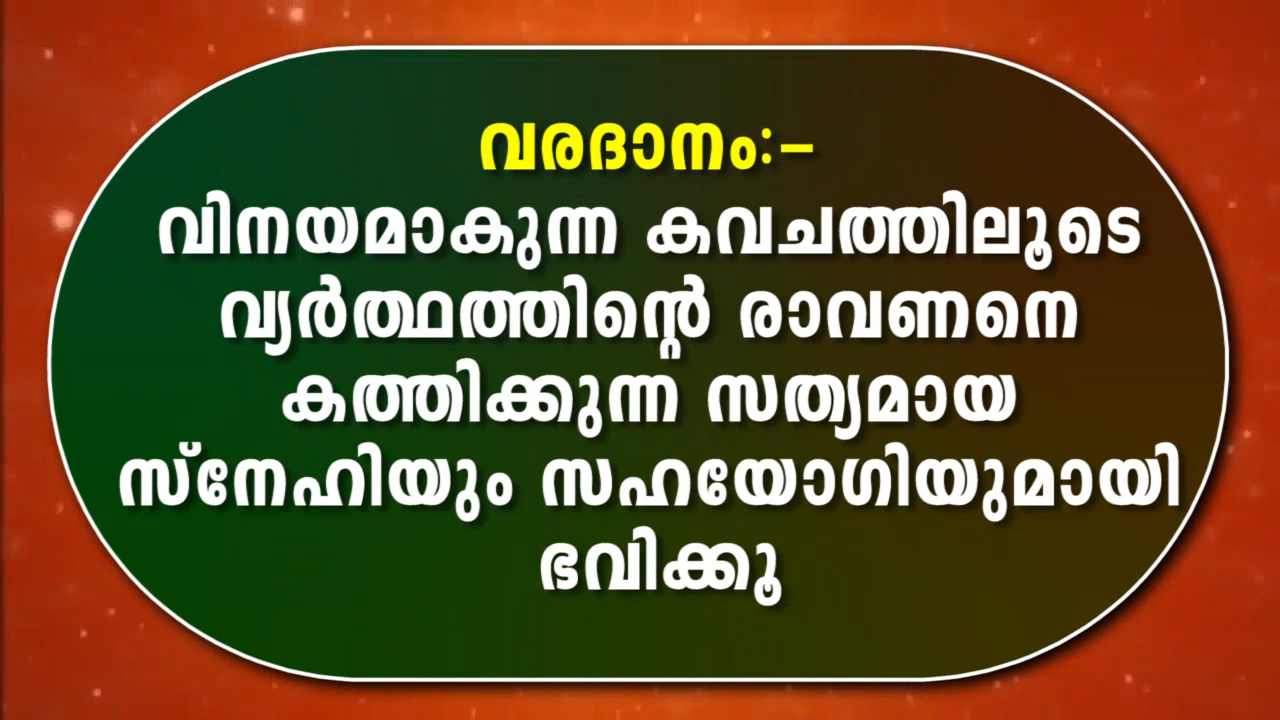 വരദാനം:-
വിനയമാകുന്ന കവചത്തിലൂടെ
വ്യർത്ഥത്തിന്റെ രാവണനെ
കത്തിക്കുന്ന സത്യമായ
സ്നേഹിയും സഹയോഗിയുമായി
ഭവിക്കൂ